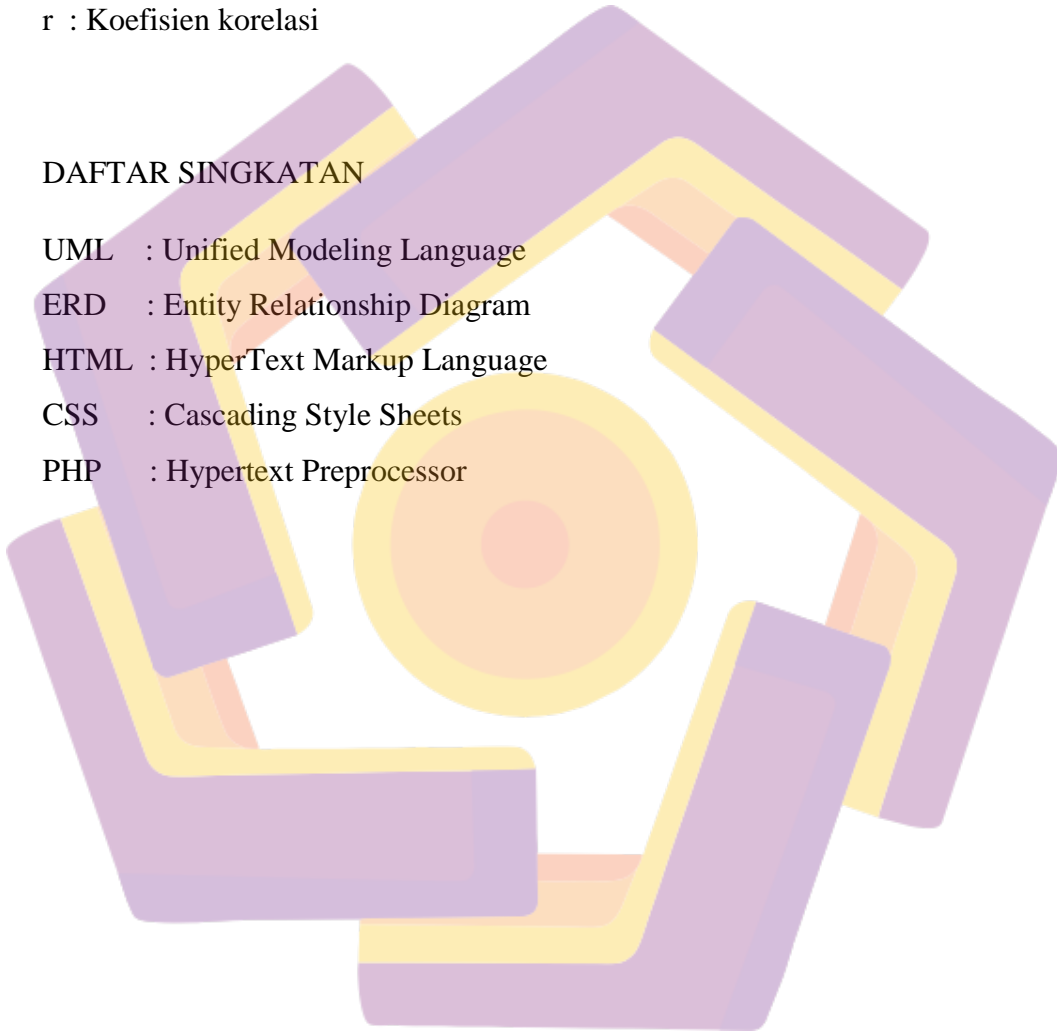 r : Koefisien korelasi
DAFTAR SINGKATAN
UML : Unified Modeling Language
ERD : Entity Relationship Diagram
HTML : HyperText Markup Language
CSS : Cascading Style Sheets
PHP : Hypertext Preprocessor